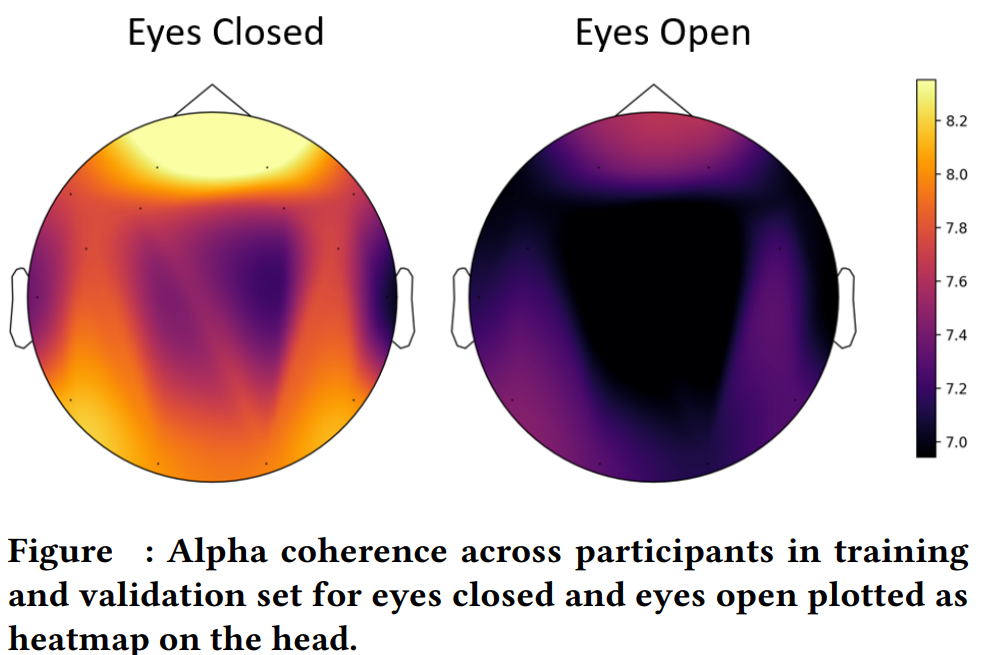 Eyes Closed
Eyes Open
8.2
8.0
7.8
7.6
7.4
7.2
7.0
Figure : Alpha coherence across participants in training
and validation set for eyes closed and eyes open plotted as
heatmap on the head.